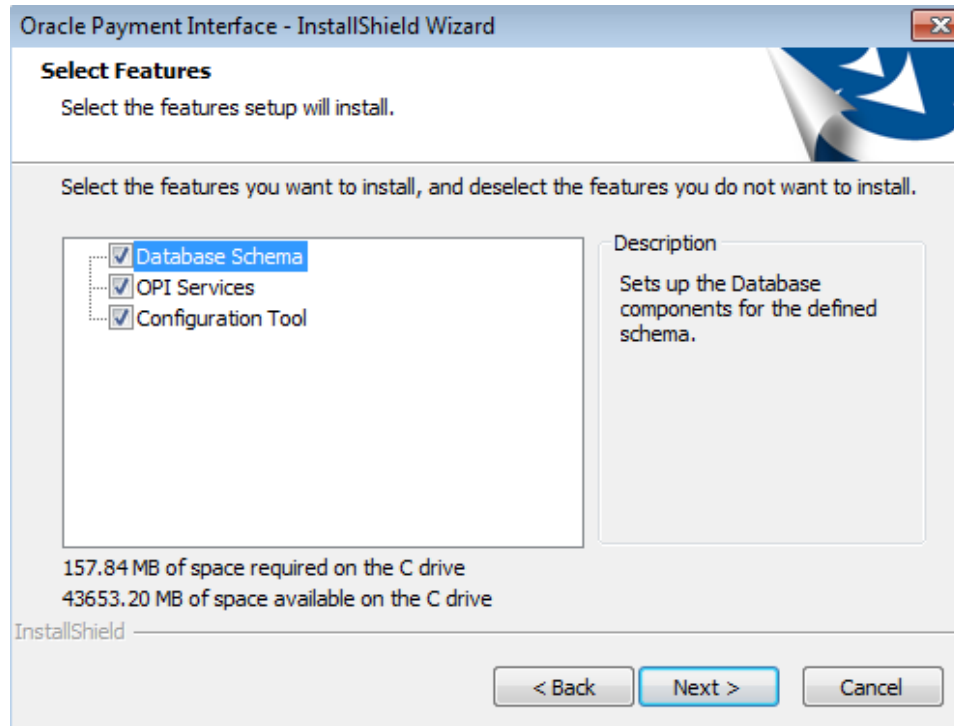 Oracle Payment Interface - InstallShield Wizard
Select Features
Select the features setup will install.
Select the features you want to install, and deselect the features you do not want to install.
Database Schema
OPI Services
Configuration Tool
Description
Sets up the Database
components for the defined
schema.
157.84 MB of space required on the C drive
43653.20 MB of space available on the C drive
InstallShield
< Back
Next >
Cancel